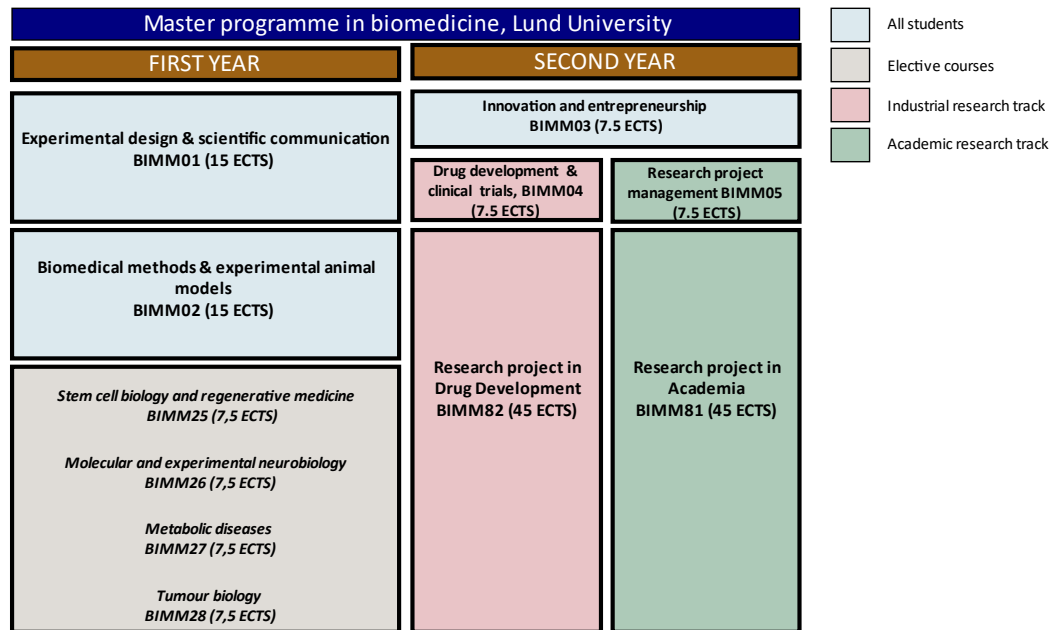 Master programme in biomedicine, Lund University
FIRST YEAR
Experimental design & scientific communication
BIMM01 (15 ECTS)
Biomedical methods & experimental animal
models
BIMM02 (15 ECTS)
Stem cell biology and regenerative medicine
BIMM25 (7,5 ECTS)
Molecular and experimental neurobiology
BIMM26 (7,5 ECTS)
Metabolic diseases
BIMM27 (7,5 ECTS)
Tumour biology
BIMM28 (7,5 ECTS)
SECOND YEAR
Innovation and entrepreneurship
BIMM03 (7.5 ECTS)
Drug development &
clinical trials, BIMM04
(7.5 ECTS)
Research project in
Drug Development
BIMM82 (45 ECTS)
Research project
management BIMM05
(7.5 ECTS)
Research project in
Academia
BIMM81 (45 ECTS)
All students
Elective courses
Industrial research track
Academic research track